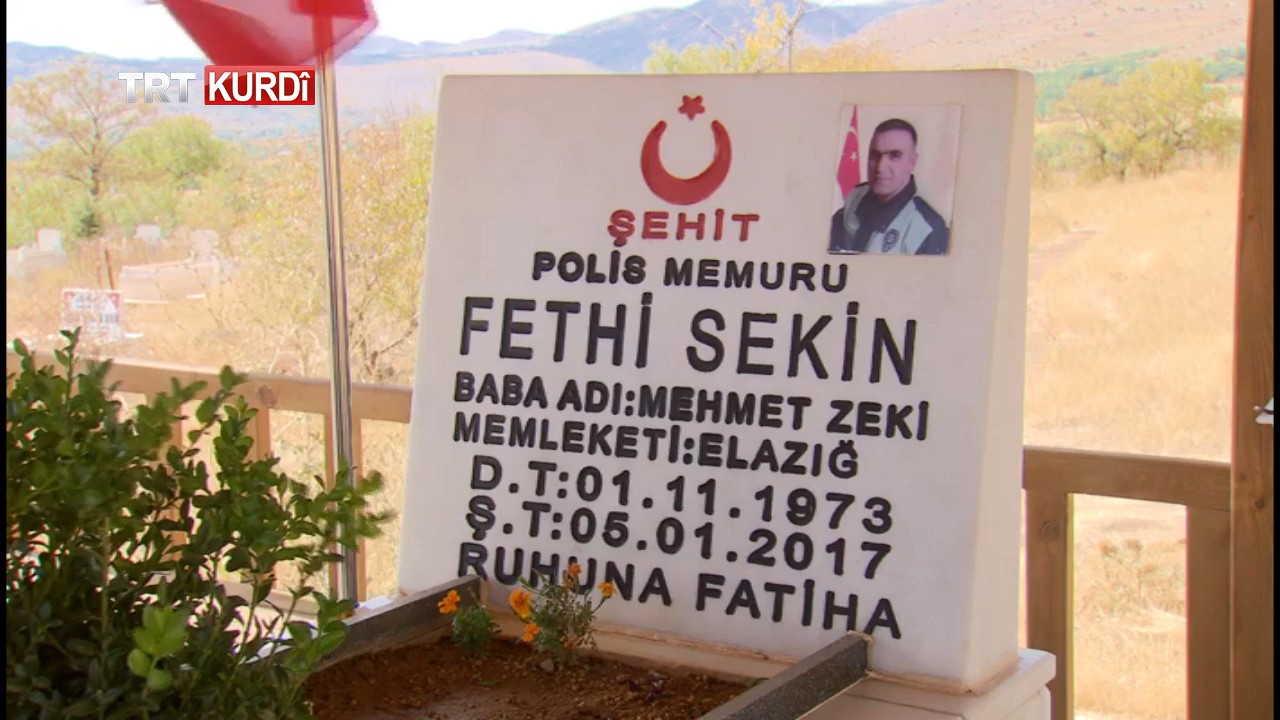 TRT KURDÎ
ŞEHİT
POLİS MEMURU
FETHİ SEKİN
BABA ADI:MEHMET ZEKİ
MEMLEKETİ:ELAZIĞ
D.T:01.11.1973
Ş.T:05.01.2017
RUHUNA FATİHA